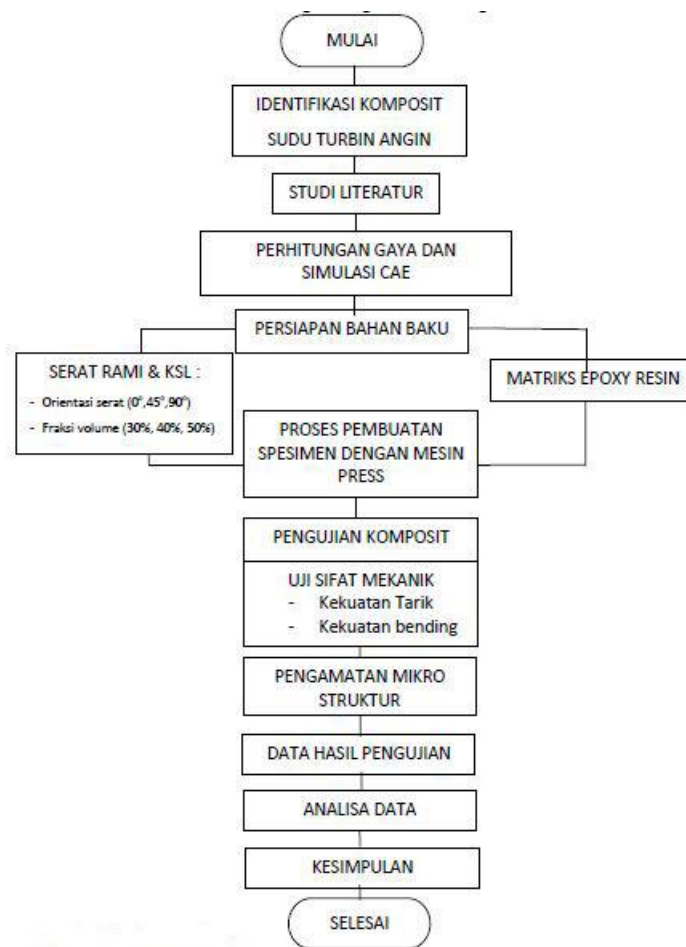 MULAI
IDENTIFIKASI KOMPOSIT
SUDU TURBIN ANGIN
STUDI LITERATUR
PERHITUNGAN GAYA DAN
SIMULASI CAE
PERSIAPAN BAHAN BAKU
SERAT RAMI & KSL :
- Orientasi serat (0°,45°,90°)
- Fraksi volume (30%, 40%, 50%)
MATRIKS EPOXY RESIN
PROSES PEMBUATAN
SPESIMEN DENGAN MESIN
PRESS
PENGUJIAN KOMPOSIT
UJI SIFAT MEKANIK
- Kekuatan Tarik
- Kekuatan bending
PENGAMATAN MIKRO
STRUKTUR
DATA HASIL PENGUJIAN
ANALISA DATA
KESIMPULAN
SELESAI